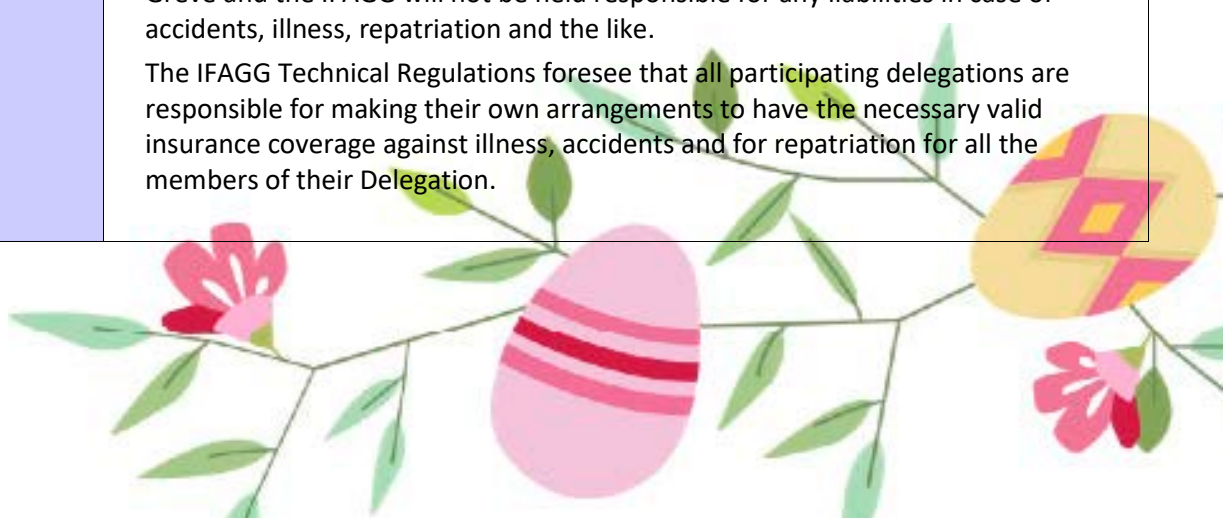 Greve and the IFAGG will not be held responsible for any liabilities in case of
accidents, illness, repatriation and the like.
The IFAGG Technical Regulations foresee that all participating delegations are
responsible for making their own arrangements to have the necessary valid
insurance coverage against illness, accidents and for repatriation for all the
members of their Delegation.